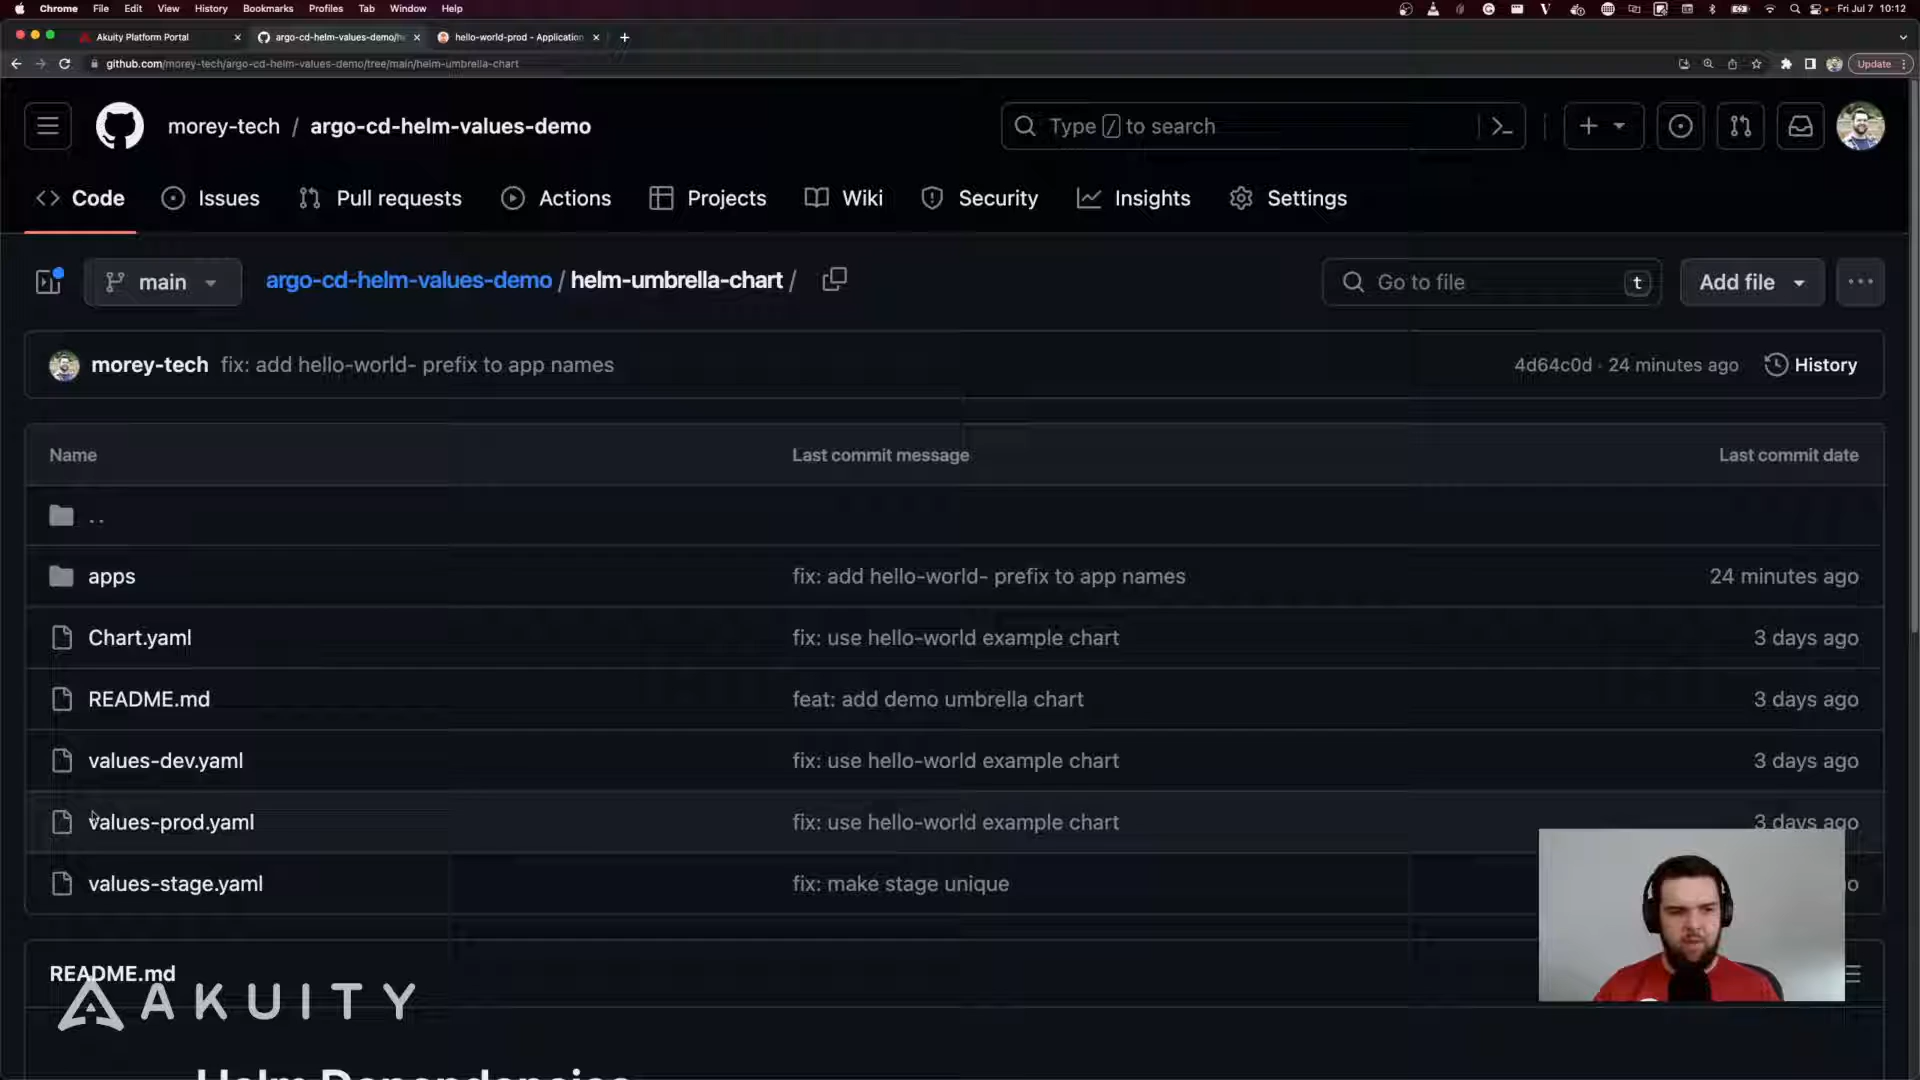 Chrome File Edit View History Bookmarks Profiles Tab Window Help Fri Jul 7 10:12
Akuity Platform Portal argo-cd-helm-values-demo/h hello-world-prod - Application
github.com/morey-tech/argo-cd-helm-values-demo/tree/main/helm-umbrella-chart Update
morey-tech / argo-cd-helm-values-demo Type / to search
Code Issues Pull requests Actions Projects Wiki Security Insights Settings
main argo-cd-helm-values-demo / helm-umbrella-chart / Go to file t Add file
morey-tech fix: add hello-world- prefix to app names 4d64c0d · 24 minutes ago History
Name Last commit message Last commit date
..
apps fix: add hello-world- prefix to app names 24 minutes ago
Chart.yaml fix: use hello-world example chart 3 days ago
README.md feat: add demo umbrella chart 3 days ago
values-dev.yaml fix: use hello-world example chart 3 days ago
values-prod.yaml fix: use hello-world example chart 3 days ago
values-stage.yaml fix: make stage unique
README.md
AKUITY
Helm Dependencies